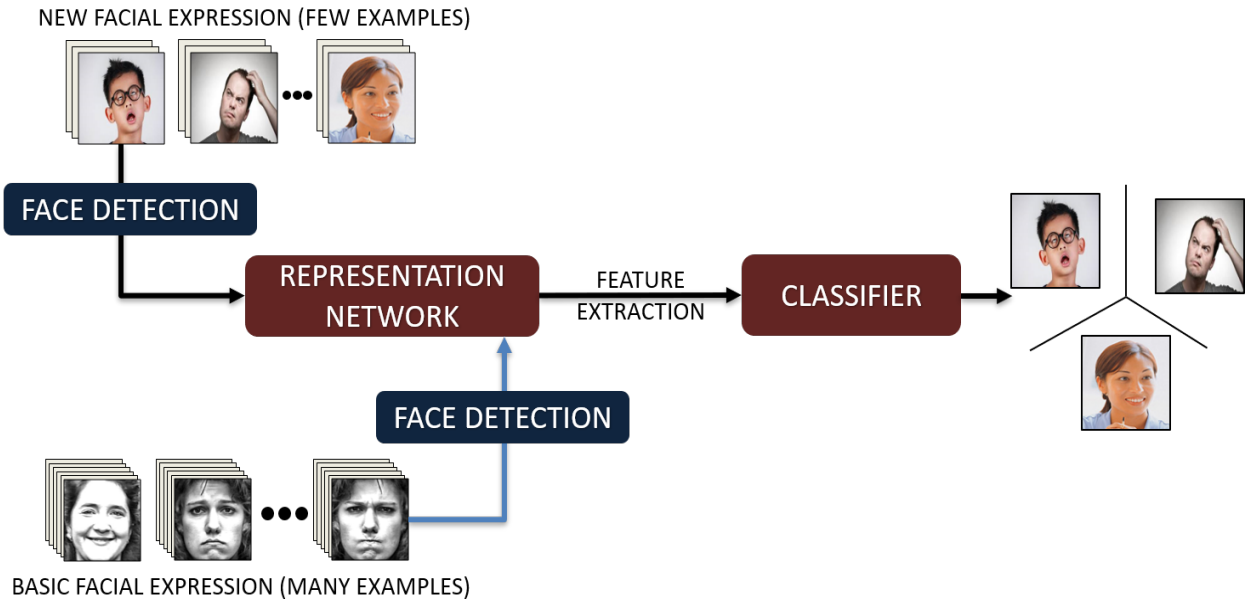 NEW FACIAL EXPRESSION (FEW EXAMPLES)
FACE DETECTION
REPRESENTATION
NETWORK
FEATURE
EXTRACTION
CLASSIFIER
FACE DETECTION
BASIC FACIAL EXPRESSION (MANY EXAMPLES)